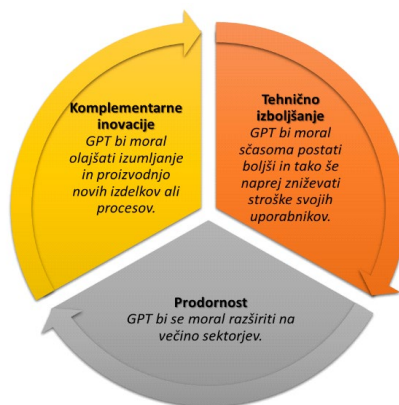 Komplementarne
inovacije
GPT bi moral
olajšati izumljanje
in proizvodnjo
novih izdelkov ali
procesov.
Tehnično
izboljšanje
GPT bi moral
sčasoma postati
boljši in tako še
naprej zniževati
stroške svojih
uporabnikov.
Prodornost
GPT bi se moral razširiti na
večino sektorjev.